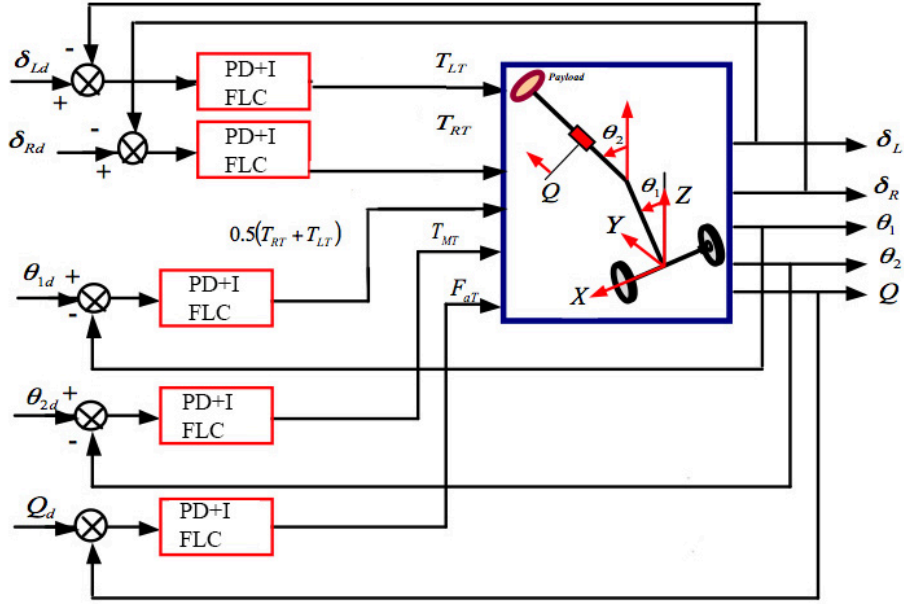 -
δLd
+
PD+I
FLC
TLT
Payload
-
δRd
+
PD+I
FLC
TRT
θ2
Q
δL
θ1
Z
δR
0.5(TRT + TLT)
TMT
Y
θ1
θ1d
+
-
PD+I
FLC
FaT
X
θ2
Q
θ2d
+
-
PD+I
FLC
Qd
PD+I
FLC